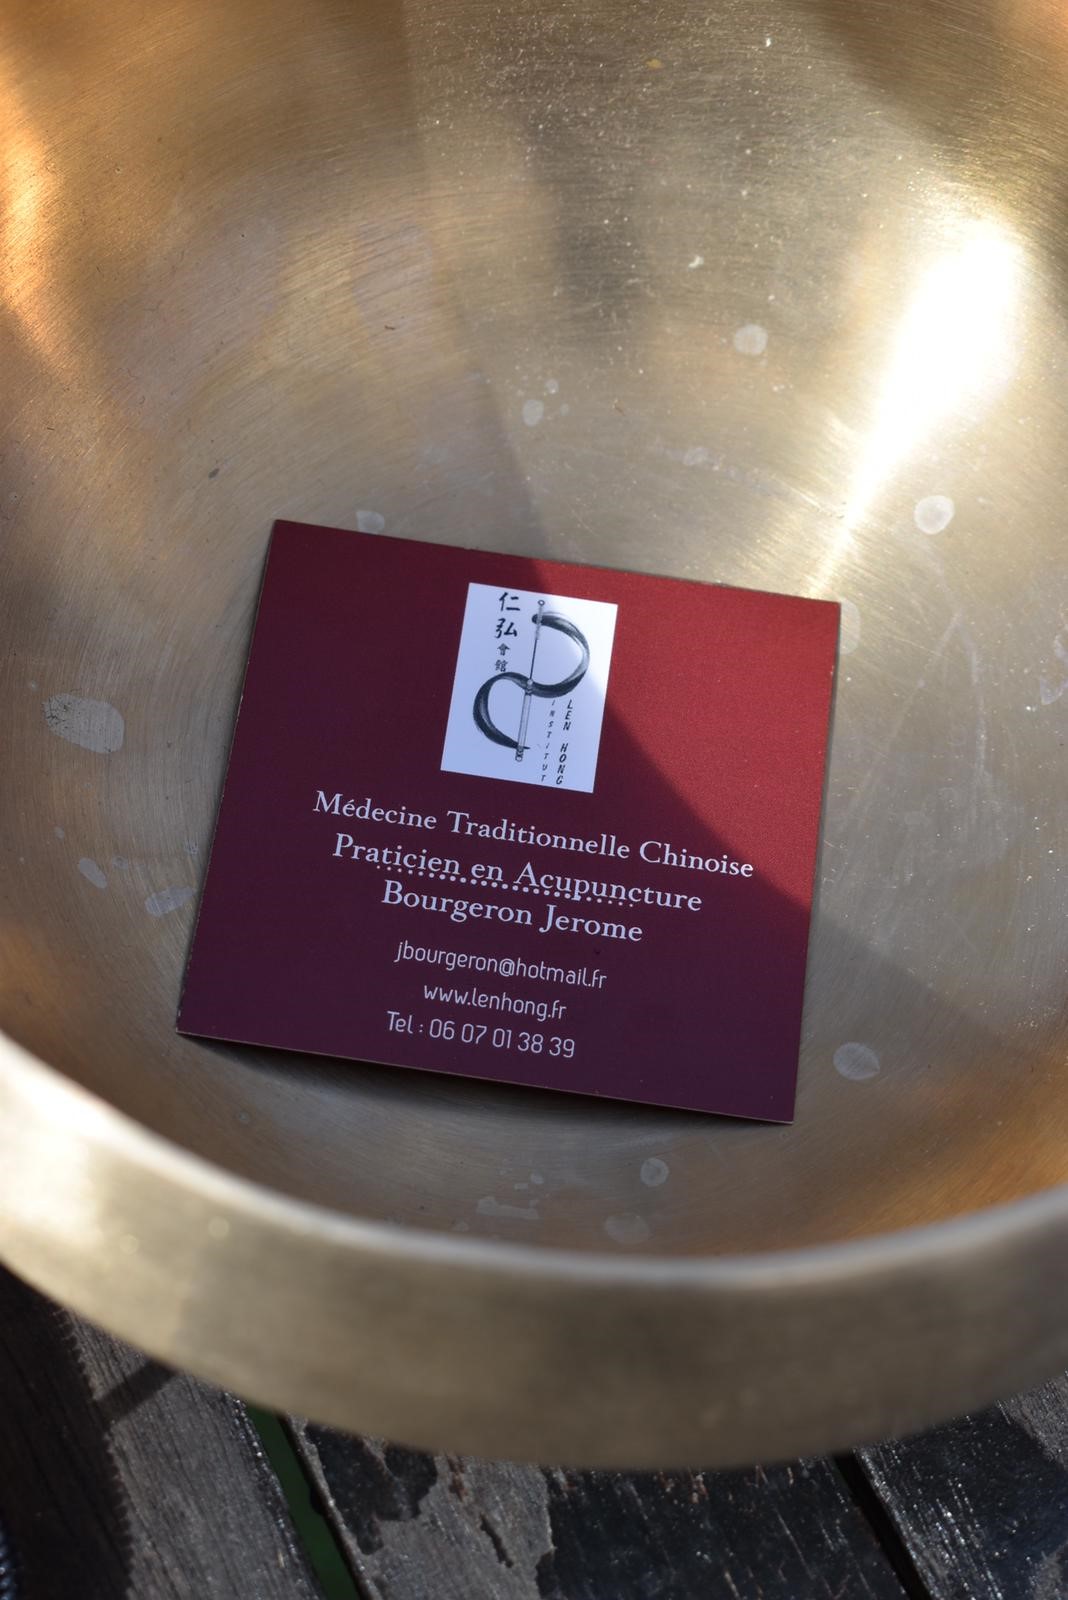 仁弘會館
INSTITUT
LEN HONG
Médecine Traditionnelle Chinoise
Praticien en Acupuncture
Bourgeron Jerome
jbourgeron@hotmail.fr
www.lenhong.fr
Tel : 06 07 01 38 39